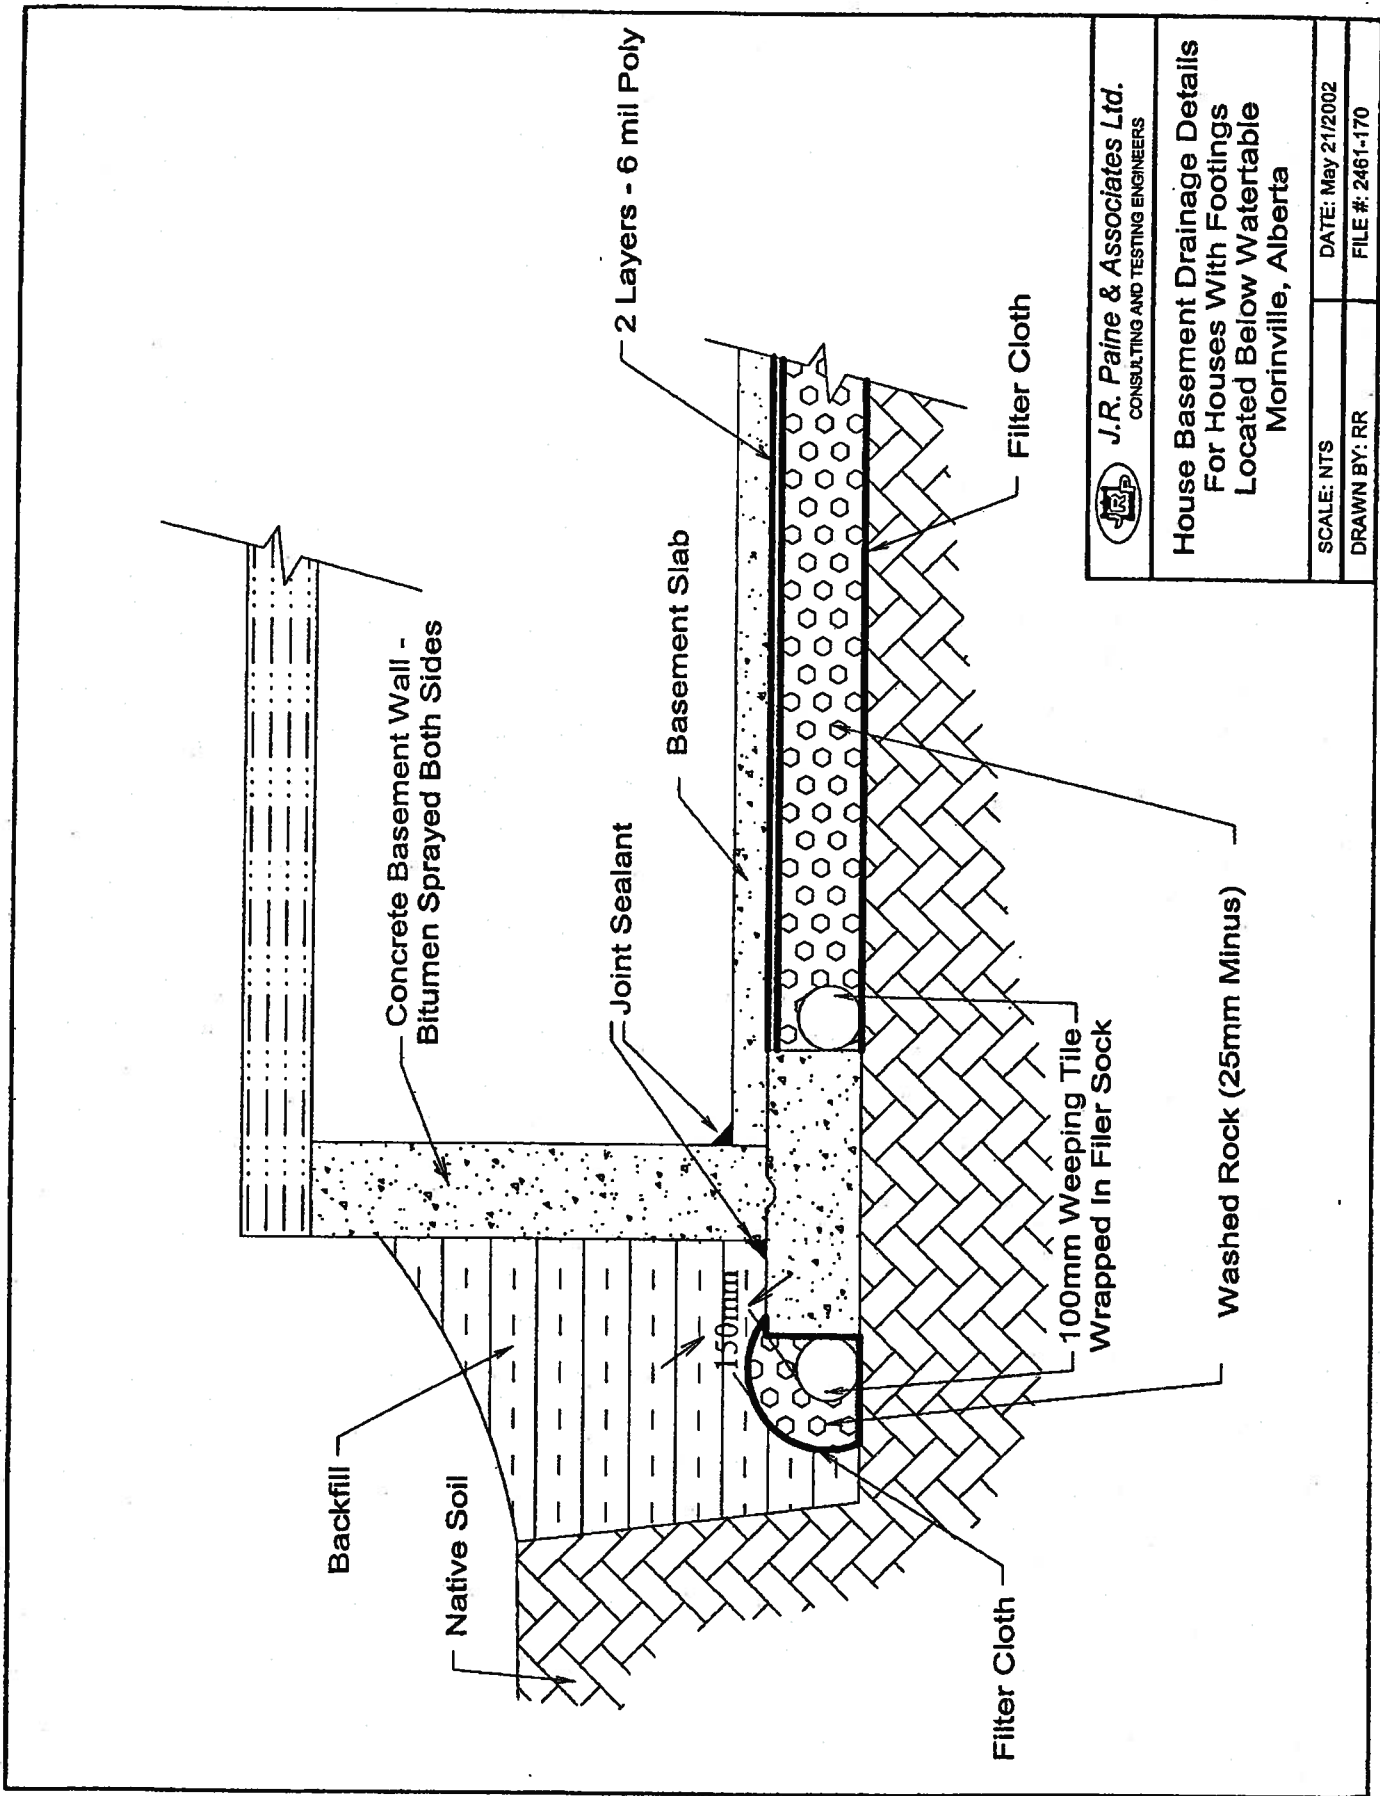 Backfill
Native Soil
Concrete Basement Wall -
Bitumen Sprayed Both Sides
Joint Sealant
Basement Slab
2 Layers - 6 mil Poly
150mm
Filter Cloth
100mm Weeping Tile
Wrapped In Filer Sock
Washed Rock (25mm Minus)
Filter Cloth
JRP
J.R. Paine & Associates Ltd.
CONSULTING AND TESTING ENGINEERS
House Basement Drainage Details
For Houses With Footings
Located Below Watertable
Morinville, Alberta
SCALE: NTS
DATE: May 21/2002
DRAWN BY: RR
FILE #: 2461-170